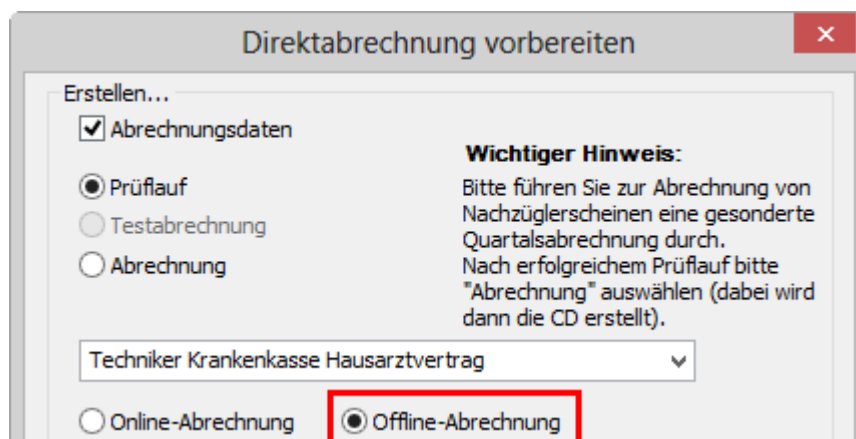 Direktabrechnung vorbereiten
Erstellen...
Abrechnungsdaten
Prüflauf
Testabrechnung
Abrechnung
Wichtiger Hinweis:
Bitte führen Sie zur Abrechnung von
Nachzüglerscheinen eine gesonderte
Quartalsabrechnung durch.
Nach erfolgreichem Prüflauf bitte
"Abrechnung" auswählen (dabei wird
dann die CD erstellt).
Techniker Krankenkasse Hausarztvertrag
Online-Abrechnung
Offline-Abrechnung